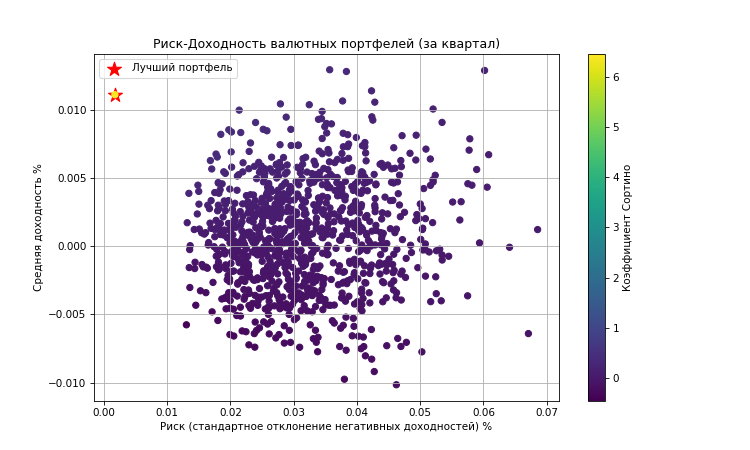 Риск-Доходность валютных портфелей (за квартал)
Лучший портфель
Средняя доходность %
0.010
0.005
0.000
−0.005
−0.010
0.00 0.01 0.02 0.03 0.04 0.05 0.06 0.07
Риск (стандартное отклонение негативных доходностей) %
6
5
4
3
2
1
0
Коэффициент Сортино